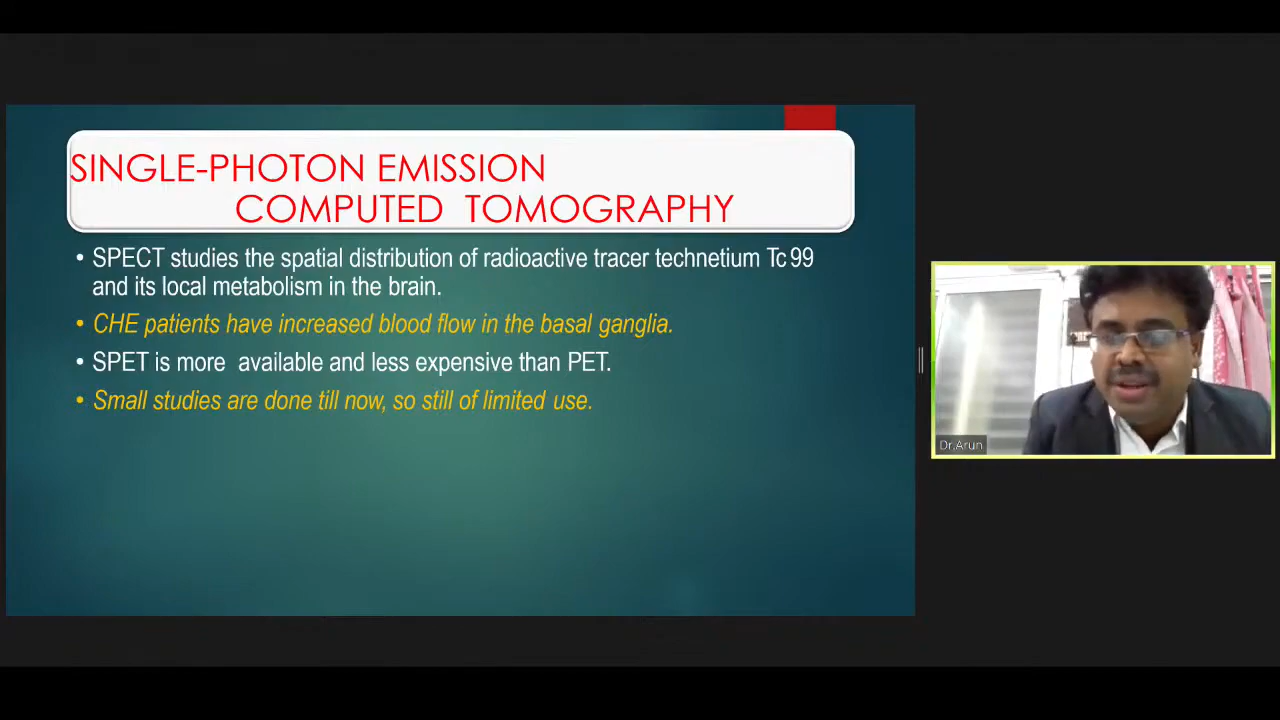 SINGLE-PHOTON EMISSION
COMPUTED TOMOGRAPHY
• SPECT studies the spatial distribution of radioactive tracer technetium Tc 99
and its local metabolism in the brain.
• CHE patients have increased blood flow in the basal ganglia.
• SPET is more available and less expensive than PET.
• Small studies are done till now, so still of limited use.
Dr.Arun